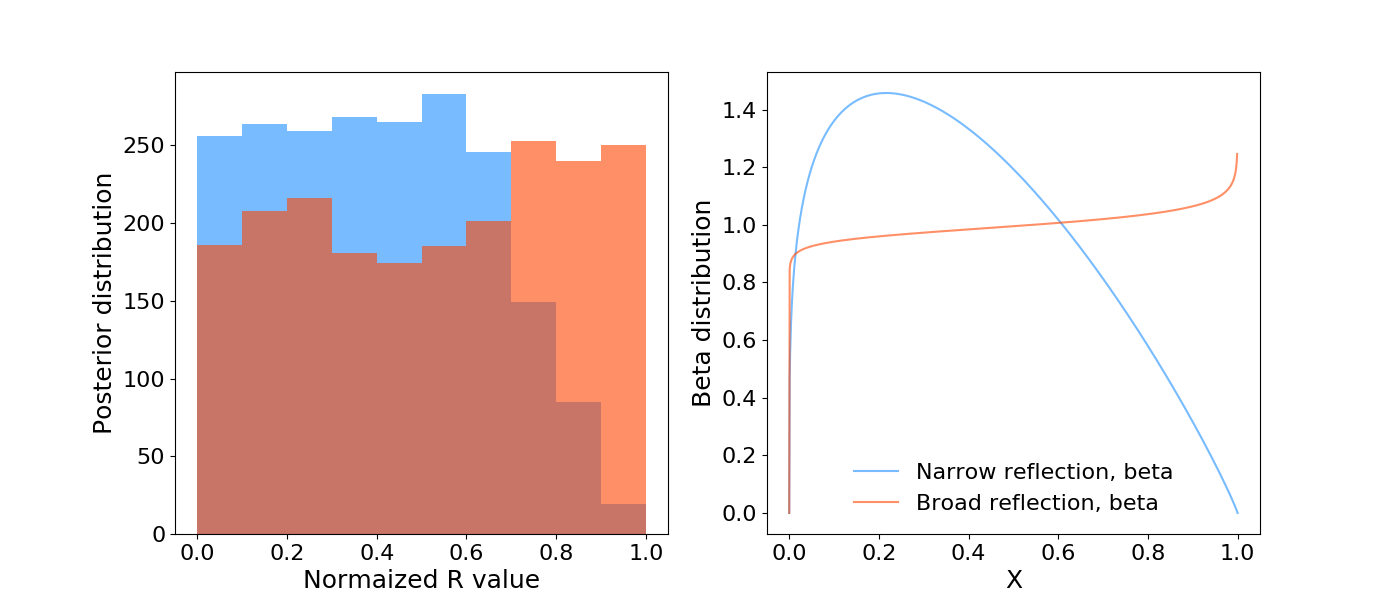 Posterior distribution
250
200
150
100
50
0
0.0 0.2 0.4 0.6 0.8 1.0
Normaized R value
Beta distribution
1.4
1.2
1.0
0.8
0.6
0.4
0.2
0.0
Narrow reflection, beta
Broad reflection, beta
0.0 0.2 0.4 0.6 0.8 1.0
X